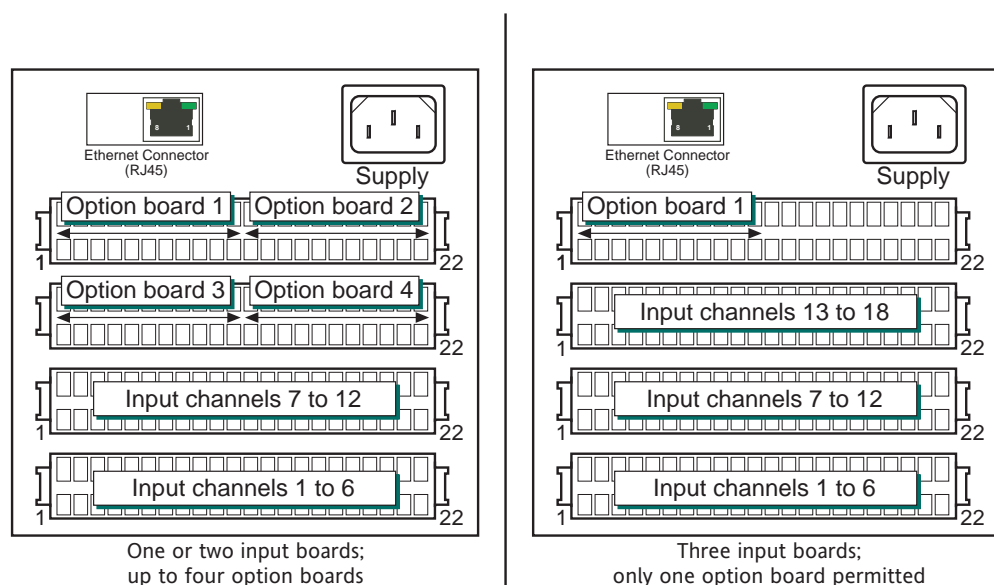 8 1
Ethernet Connector
(RJ45)
Supply
Option board 1 Option board 2
1 22
Option board 3 Option board 4
1 22
Input channels 7 to 12
1 22
Input channels 1 to 6
1 22
One or two input boards;
up to four option boards
8 1
Ethernet Connector
(RJ45)
Supply
Option board 1
1 22
Input channels 13 to 18
1 22
Input channels 7 to 12
1 22
Input channels 1 to 6
1 22
Three input boards;
only one option board permitted